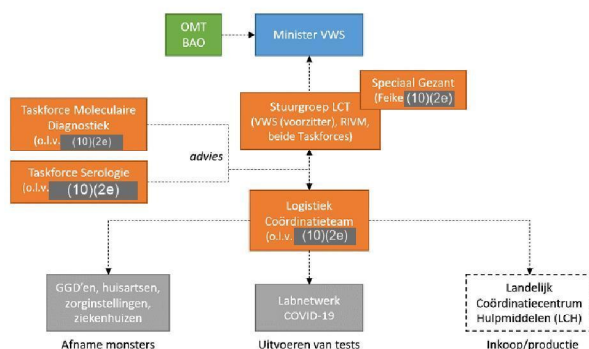 OMT
BAO
Minister VWS
Speciaal Gezant
(Feike (10)(2e)
Taskforce Moleculaire
Diagnostiek
(o.l.v. (10)(2e)
Stuurgroep LCT
(VWS (voorzitter), RIVM,
beide Taskforces)
advies
Taskforce Serologie
(o.l.v. (10)(2e)
Logistiek
Coördinatieteam
(o.l.v. (10)(2e)
GGD'en, huisartsen,
zorginstellingen,
ziekenhuizen
Labnetwerk
COVID-19
Landelijk
Coördinatiecentrum
Hulpmiddelen (LCH)
Afname monsters
Uitvoeren van tests
Inkoop/productie